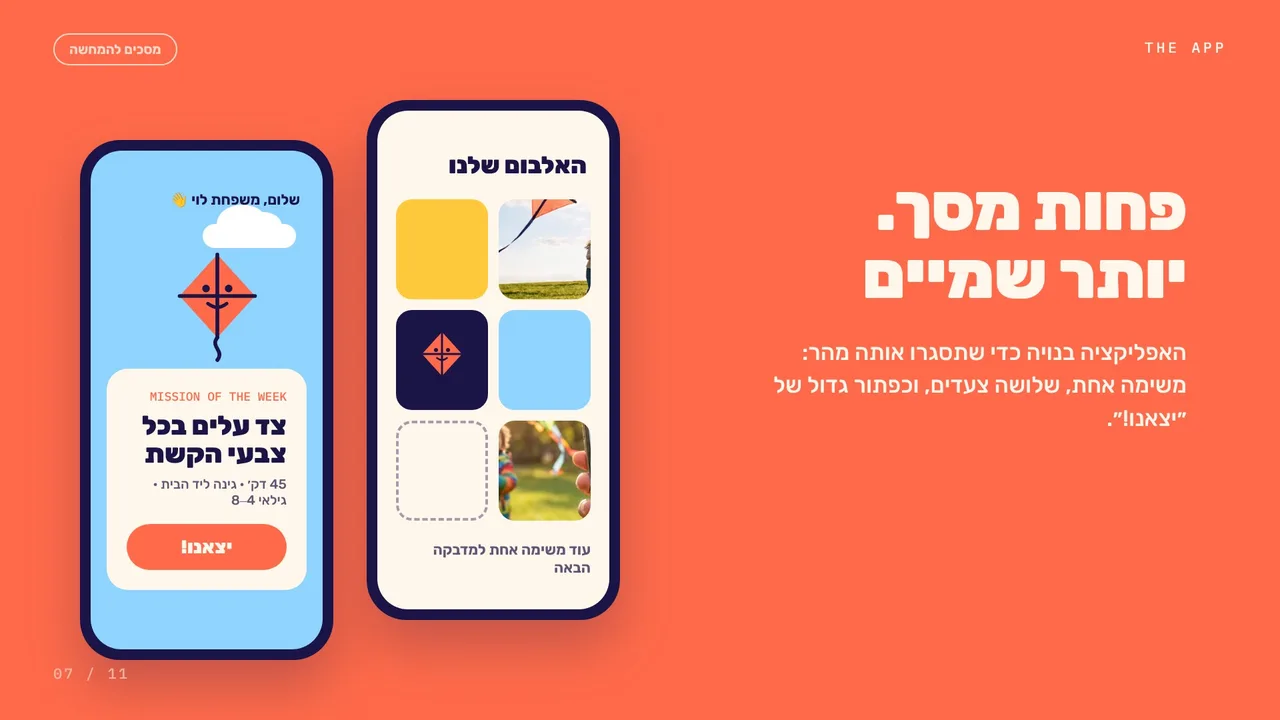 THE APP
מסכים להמחשה
פחות מסך.
יותר שמיים
האפליקציה בנויה כדי שתסגרו אותה מהר:
משימה אחת, שלושה צעדים, וכפתור גדול של
״יצאנו!״.
האלבום שלנו
עוד משימה אחת למדבקה
הבאה
שלום, משפחת לוי 👋
MISSION OF THE WEEK
צד עלים בכל
צבעי הקשת
45 דק׳ • גינה ליד הבית •
גילאי 4–8
יצאנו!
07 / 11